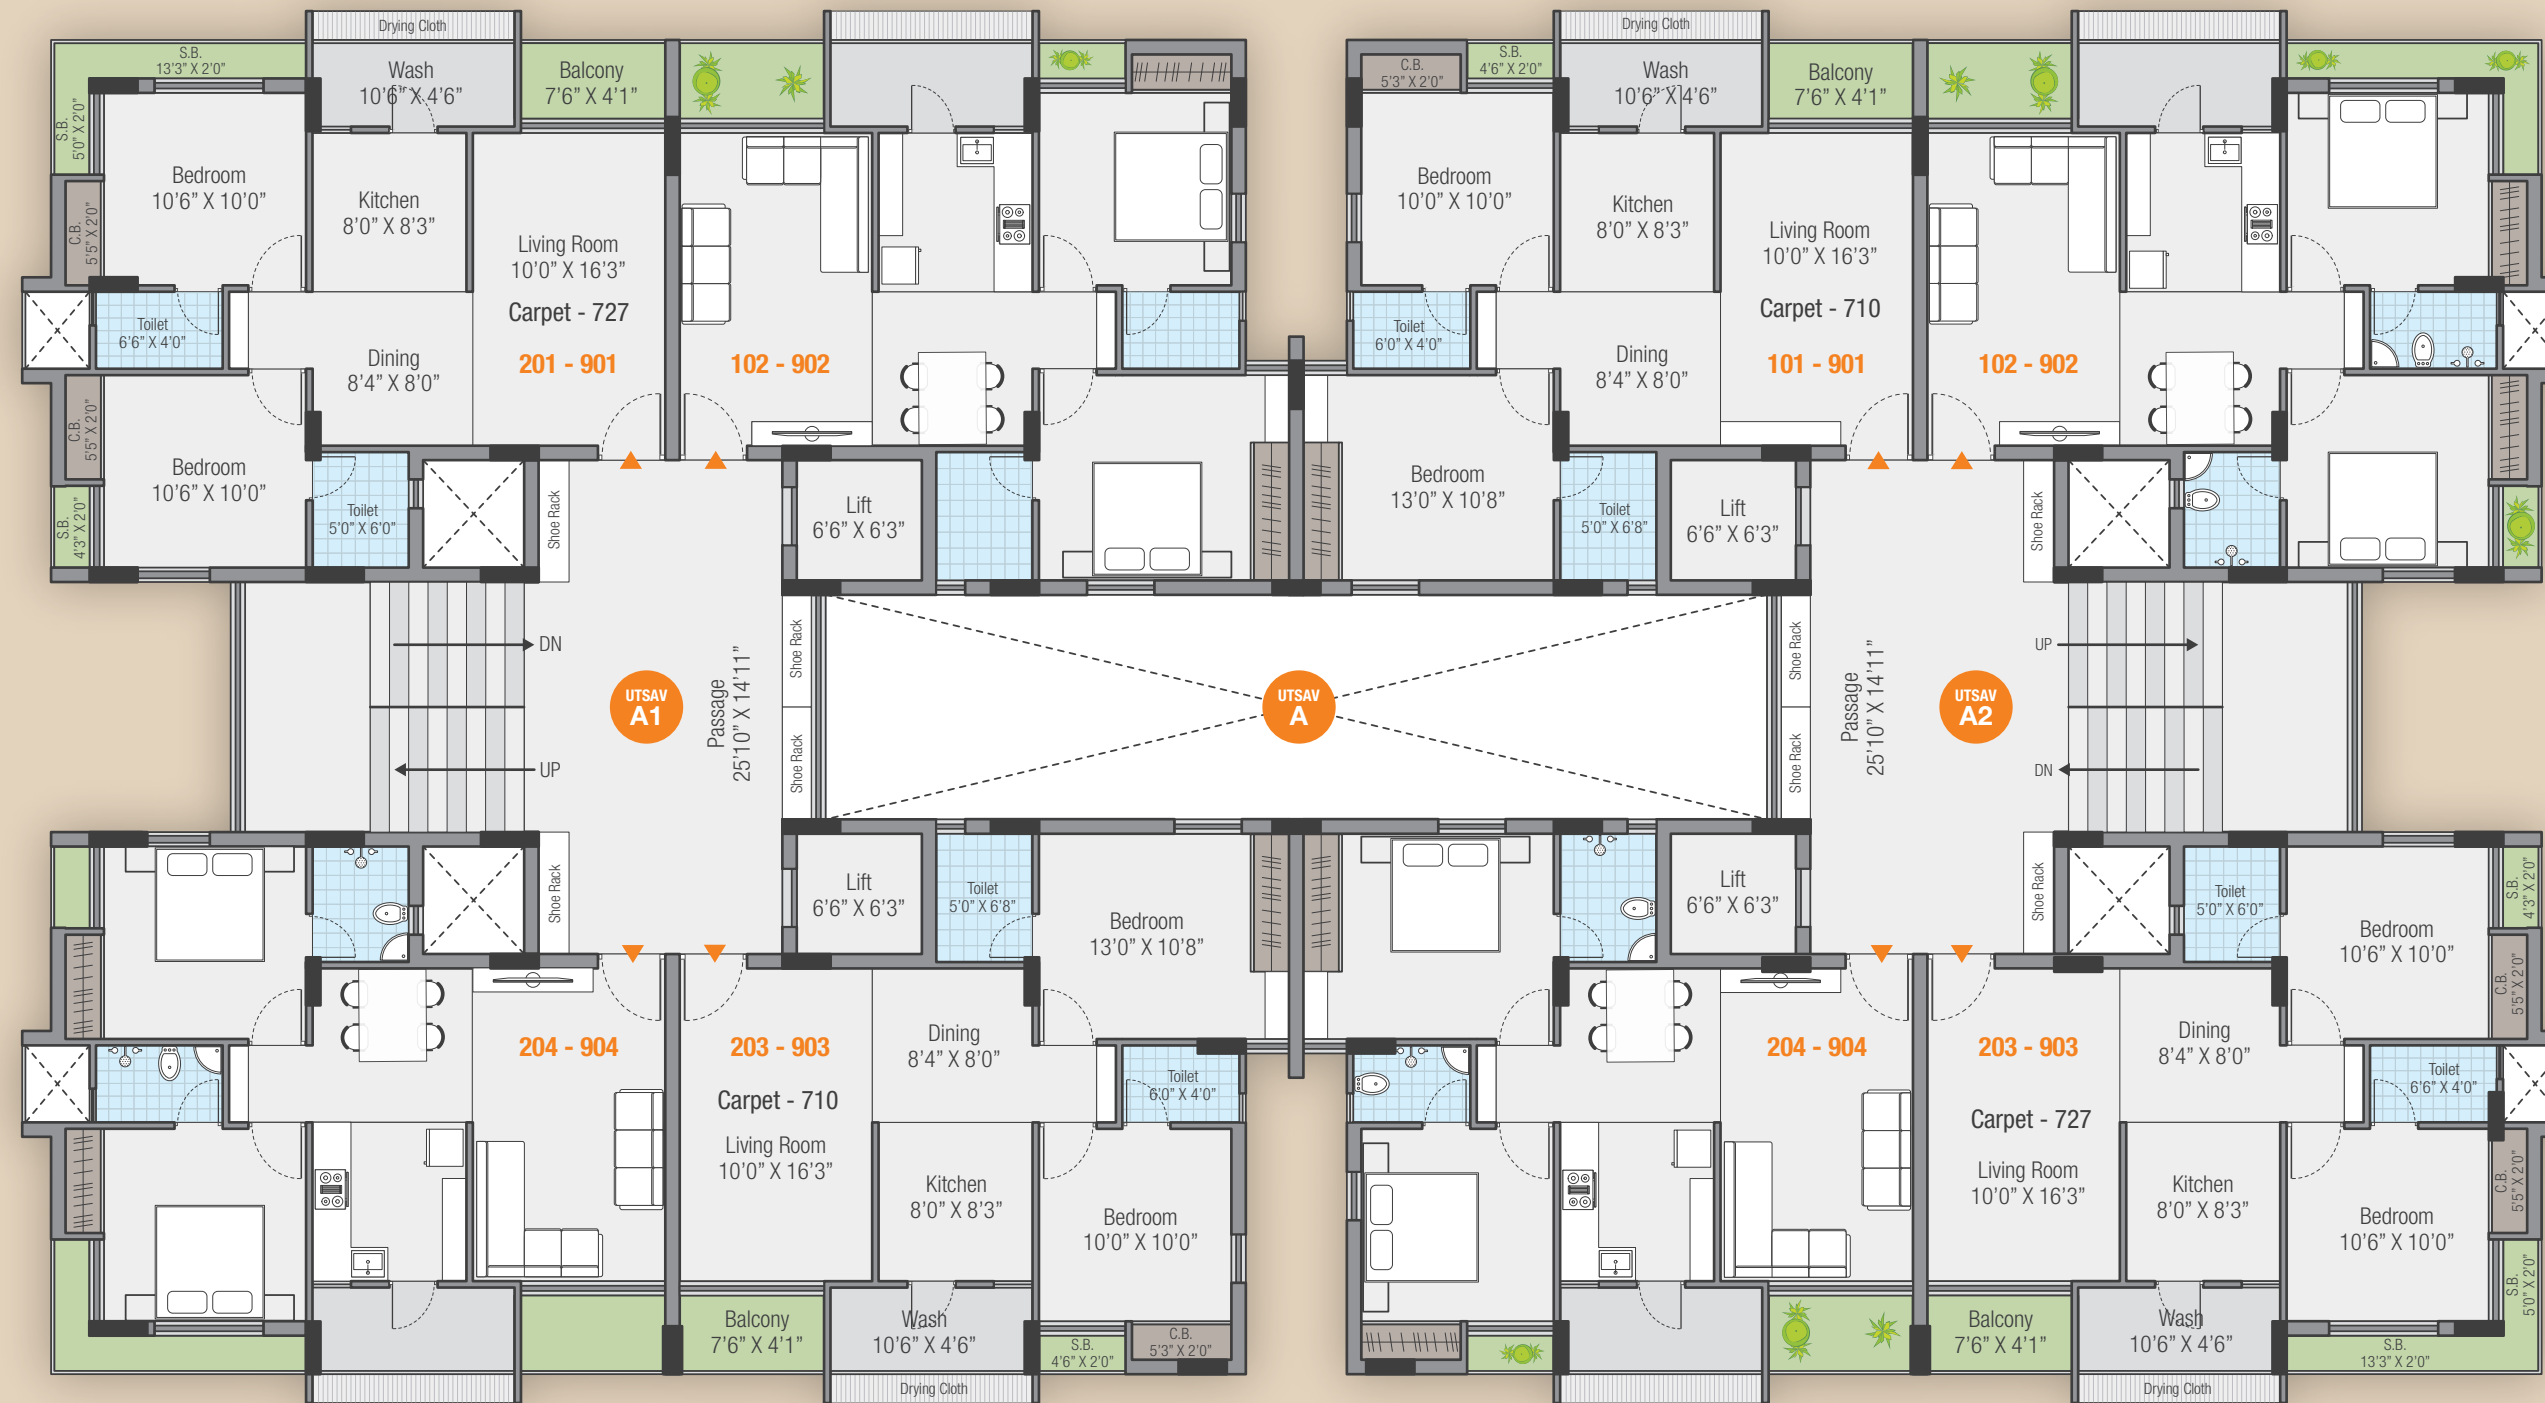 Drying Cloth
S.B.
13'3” X 2'0”
S.B.
5'0” X 2'0”
Wash
10'6” X 4'6”
Balcony
7'6” X 4'1”
Bedroom
10'6” X 10'0”
Kitchen
8'0” X 8'3”
C.B.
5'5” X 2'0”
Living Room
10'0” X 16'3”
Carpet - 727
201 - 901
102 - 902
Toilet
6'6” X 4'0”
Dining
8'4” X 8'0”
C.B.
5'5” X 2'0”
Bedroom
10'6” X 10'0”
S.B.
4'3” X 2'0”
Toilet
5'0” X 6'0”
Shoe Rack
Lift
6'6” X 6'3”
Drying Cloth
C.B.
5'3” X 2'0”
S.B.
4'6” X 2'0”
Wash
10'6” X 4'6”
Balcony
7'6” X 4'1”
Bedroom
10'0” X 10'0”
Kitchen
8'0” X 8'3”
Living Room
10'0” X 16'3”
Carpet - 710
101 - 901
102 - 902
Toilet
6'0” X 4'0”
Dining
8'4” X 8'0”
Bedroom
13'0” X 10'8”
Toilet
5'0” X 6'8”
Lift
6'6” X 6'3”
Shoe Rack
DN
UP
UTSAV
A1
Passage
25'10” X 14'11”
Shoe Rack
Shoe Rack
UTSAV
A
Shoe Rack
Shoe Rack
Passage
25'10” X 14'11”
UTSAV
A2
UP
DN
Shoe Rack
Lift
6'6” X 6'3”
Toilet
5'0” X 6'8”
Bedroom
13'0” X 10'8”
204 - 904
203 - 903
Carpet - 710
Living Room
10'0” X 16'3”
Dining
8'4” X 8'0”
Toilet
6'0” X 4'0”
Kitchen
8'0” X 8'3”
Bedroom
10'0” X 10'0”
Balcony
7'6” X 4'1”
Wash
10'6” X 4'6”
S.B.
4'6” X 2'0”
C.B.
5'3” X 2'0”
Drying Cloth
Lift
6'6” X 6'3”
Shoe Rack
Toilet
5'0” X 6'0”
Bedroom
10'6” X 10'0”
S.B.
4'3” X 2'0”
C.B.
5'5” X 2'0”
204 - 904
203 - 903
Dining
8'4” X 8'0”
Toilet
6'6” X 4'0”
Carpet - 727
Living Room
10'0” X 16'3”
Kitchen
8'0” X 8'3”
Bedroom
10'6” X 10'0”
C.B.
5'5” X 2'0”
S.B.
5'0” X 2'0”
Balcony
7'6” X 4'1”
Wash
10'6” X 4'6”
S.B.
13'3” X 2'0”
Drying Cloth